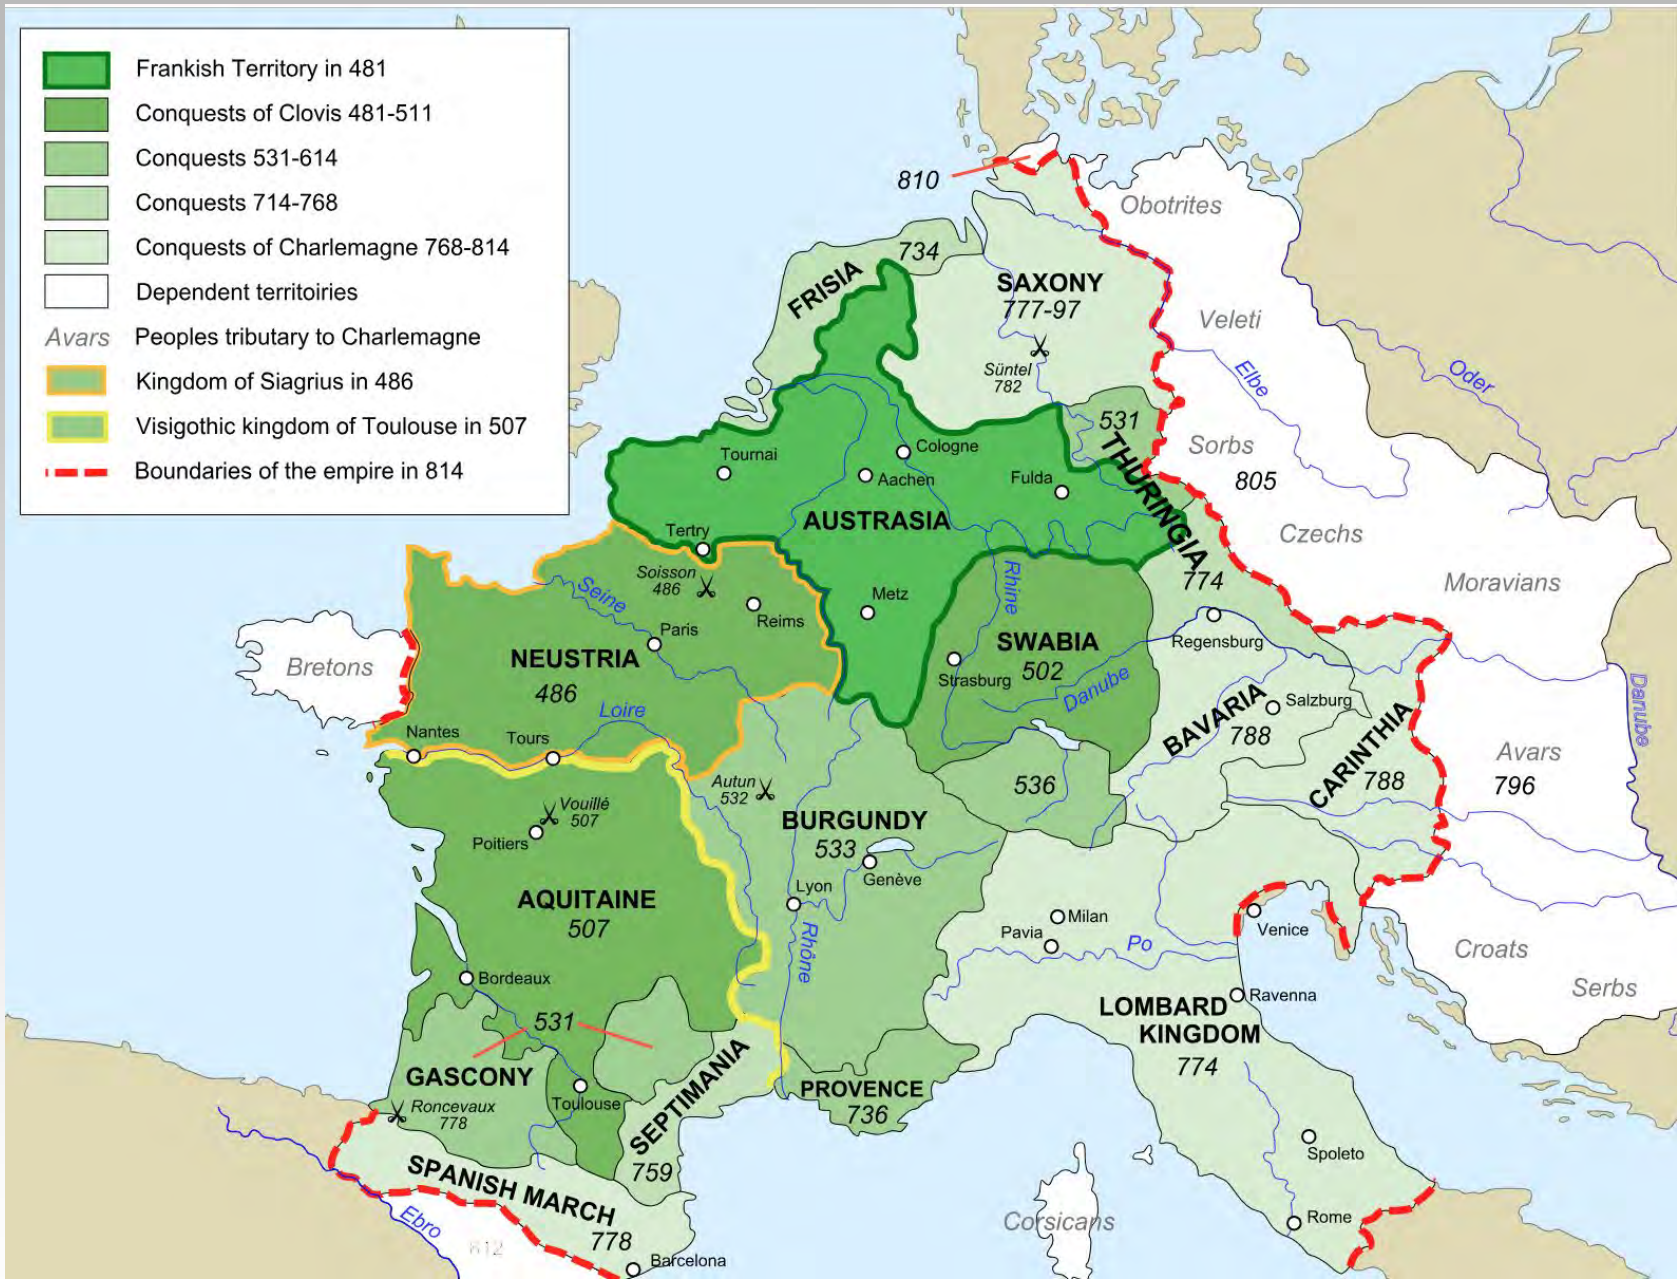 Frankish Territory in 481
Conquests of Clovis 481-511
Conquests 531-614
Conquests 714-768
Conquests of Charlemagne 768-814
Dependent territoiries
Avars Peoples tributary to Charlemagne
Kingdom of Siagrius in 486
Visigothic kingdom of Toulouse in 507
Boundaries of the empire in 814
810
Obotrites
734
FRISIA
SAXONY
777-97
Süntel
782
Veleti
Elbe
Oder
531
THURINGIA
Sorbs
805
Czechs
Moravians
Tournai
Cologne
Aachen
Fulda
AUSTRASIA
Tertry
Soisson
486
Reims
Seine
Paris
Metz
Rhine
774
Regensburg
Bretons
NEUSTRIA
486
SWABIA
502
Strasburg
Danube
Danube
Loire
Nantes
Tours
BAVARIA
788
Salzburg
CARINTHIA
788
Avars
796
Autun
532
536
Vouillé
507
Poitiers
BURGUNDY
533
Genève
Lyon
Rhône
AQUITAINE
507
Milan
Pavia
Po
Venice
Croats
Serbs
Bordeaux
531
LOMBARD
KINGDOM
774
Ravenna
GASCONY
Toulouse
SEPTIMANIA
759
PROVENCE
736
Roncevaux
778
SPANISH MARCH
778
Ebro
812
Barcelona
Corsicans
Spoleto
Rome